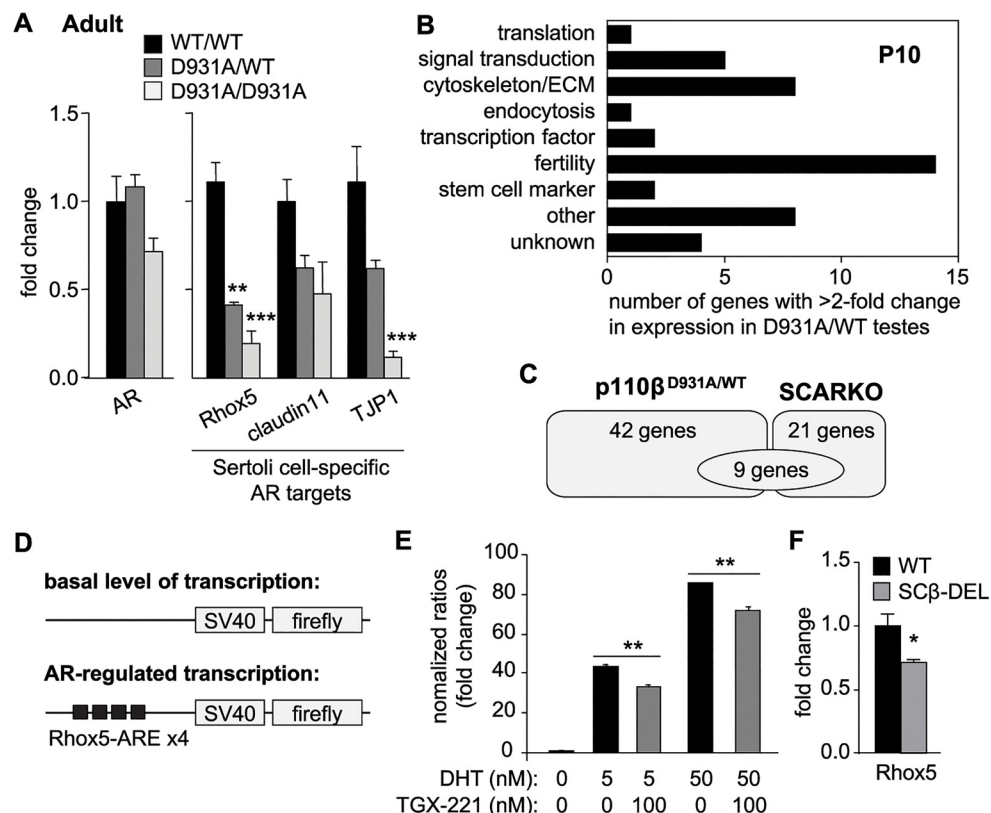 A Adult
WT/WT
D931A/WT
D931A/D931A
fold change
1.5
1.0
0.5
0.0
AR
Rhox5
claudin11
TJP1
**
***
***
Sertoli cell-specific
AR targets
B
P10
translation
signal transduction
cytoskeleton/ECM
endocytosis
transcription factor
fertility
stem cell marker
other
unknown
0 5 10 15
number of genes with >2-fold change
in expression in D931A/WT testes
C
p110βD931A/WT SCARKO
42 genes 21 genes
9 genes
D
basal level of transcription:
SV40 firefly
AR-regulated transcription:
SV40 firefly
Rhox5-ARE x4
E
nomalized ratios
(fold change)
100
80
60
40
20
0
**
**
DHT (nM): 0 5 5 50 50
TGX-221 (nM): 0 0 100 0 100
F
WT
SCβ-DEL
fold change
1.5
1.0
0.5
0.0
*
Rhox5